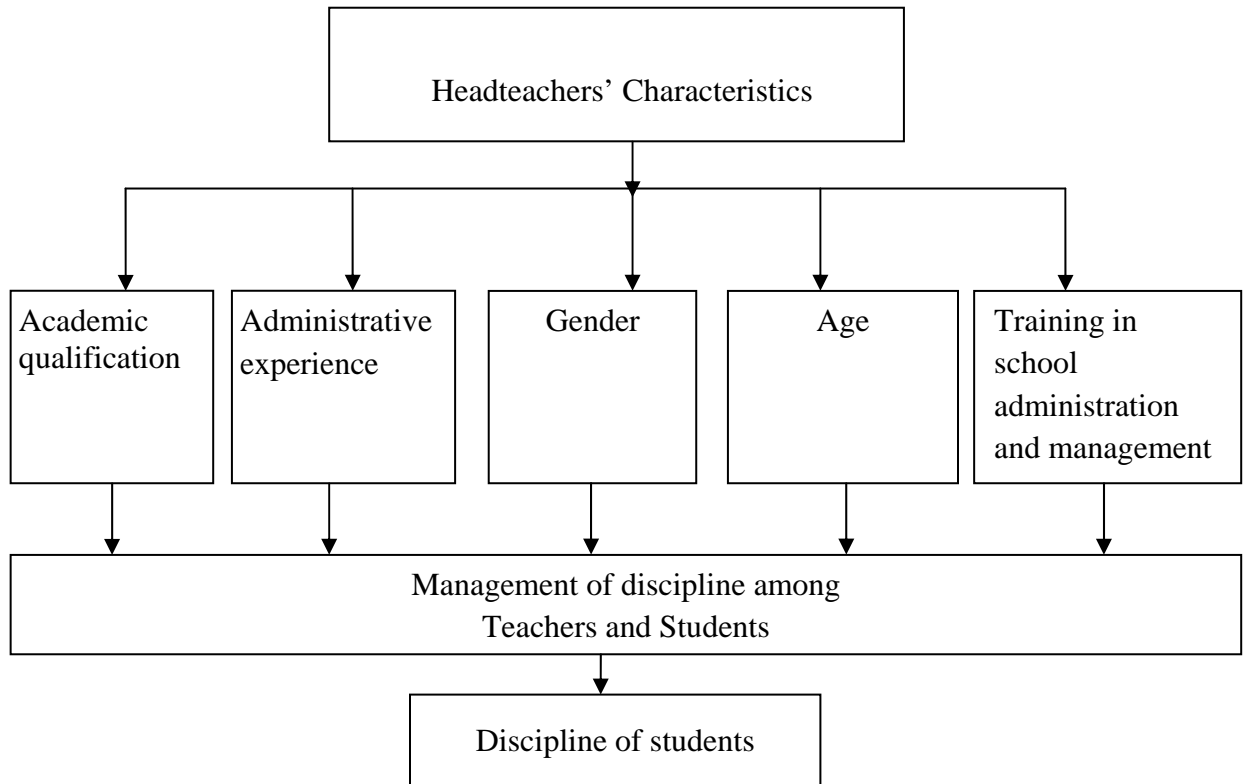 Headteachers’ Characteristics
Academic
qualification
Administrative
experience
Gender
Age
Training in
school
administration
and management
Management of discipline among
Teachers and Students
Discipline of students